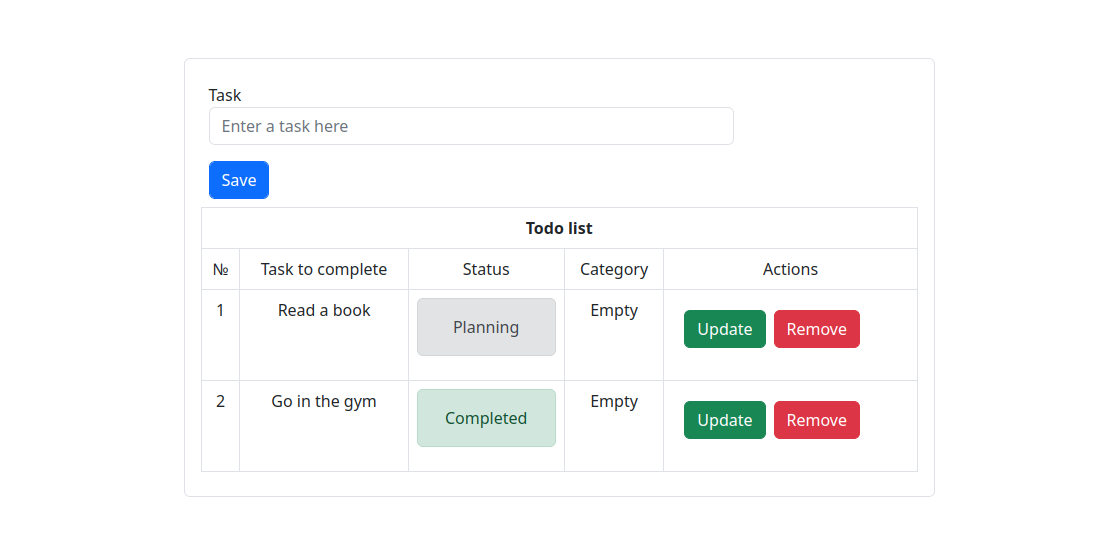 Task
Enter a task here
Save
Todo list
№ Task to complete Status Category Actions
1 Read a book Planning Empty Update Remove
2 Go in the gym Completed Empty Update Remove